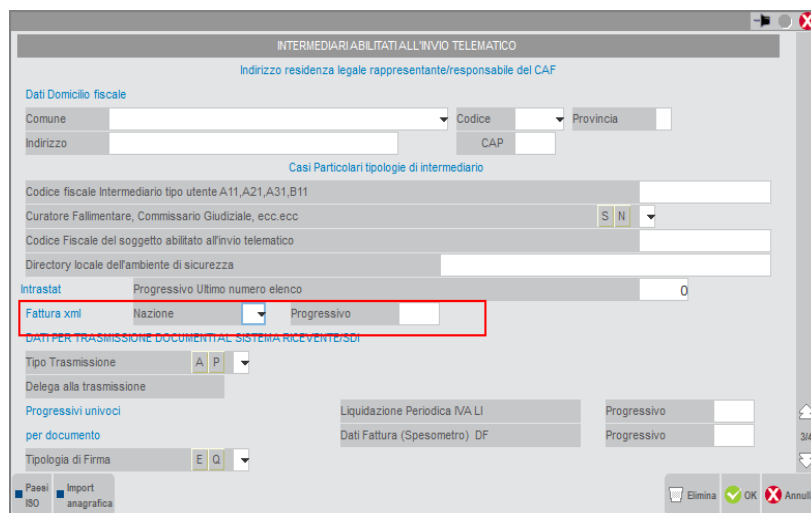 INTERMEDIARI ABILITATI ALL'INVIO TELEMATICO
Indirizzo residenza legale rappresentante/responsabile del CAF
Dati Domicilio fiscale
Comune Codice Provincia
Indirizzo CAP
Casi Particolari tipologie di intermediario
Codice fiscale Intermediario tipo utente A11,A21,A31,B11
Curatore Fallimentare, Commissario Giudiziale, ecc.ecc S N
Codice Fiscale del soggetto abilitato all'invio telematico
Directory locale dell'ambiente di sicurezza
Intrastat Progressivo Ultimo numero elenco 0
Fattura xml Nazione Progressivo
DATI PER TRASMISSIONE DOCUMENTI AL SISTEMA RICEVENTE/SDI
Tipo Trasmissione A P
Delega alla trasmissione
Progressivi univoci Liquidazione Periodica IVA LI Progressivo
per documento Dati Fattura (Spesometro) DF Progressivo
3/4
Tipologia di Firma E Q
Paesi ISO Import anagrafica Elimina OK Annull